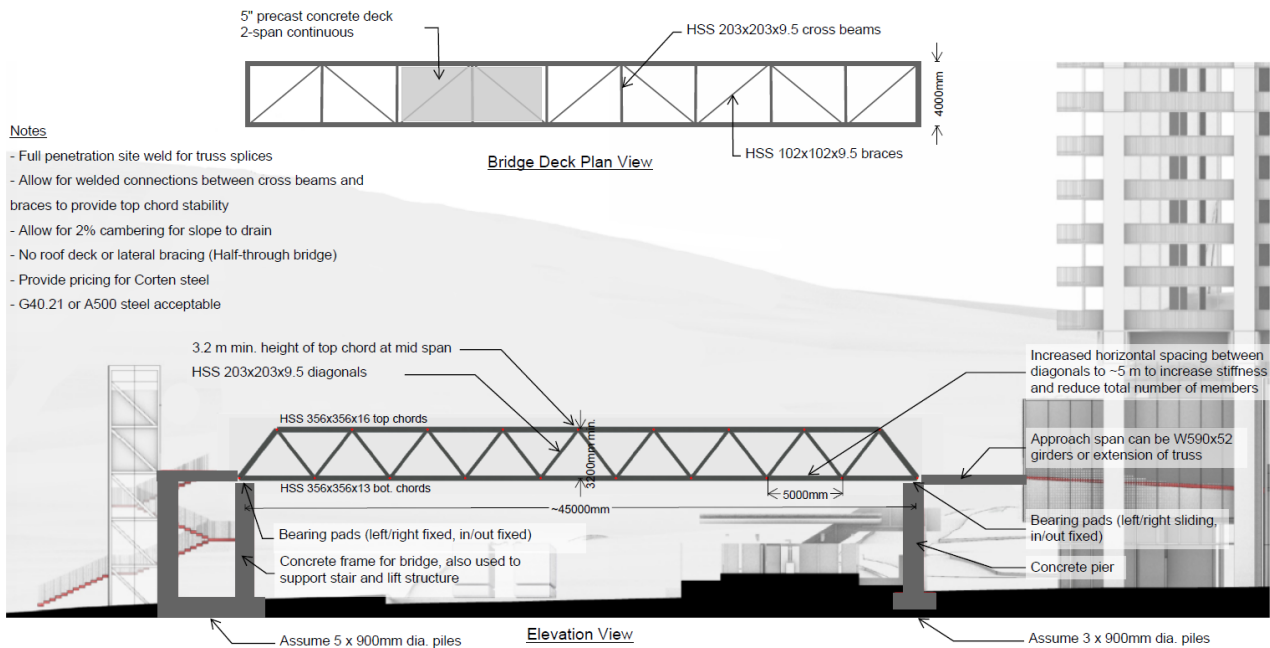 5" precast concrete deck
2-span continuous
HSS 203x203x9.5 cross beams
4000mm
HSS 102x102x9.5 braces
Bridge Deck Plan View
Notes
- Full penetration site weld for truss splices
- Allow for welded connections between cross beams and
braces to provide top chord stability
- Allow for 2% cambering for slope to drain
- No roof deck or lateral bracing (Half-through bridge)
- Provide pricing for Corten steel
- G40.21 or A500 steel acceptable
3.2 m min. height of top chord at mid span
HSS 203x203x9.5 diagonals
Increased horizontal spacing between
diagonals to ~5 m to increase stiffness
and reduce total number of members
HSS 356x356x16 top chords
3200mm min.
Approach span can be W590x52
girders or extension of truss
HSS 356x356x13 bot. chords
5000mm
~45000mm
Bearing pads (left/right fixed, in/out fixed)
Bearing pads (left/right sliding,
in/out fixed)
Concrete frame for bridge, also used to
support stair and lift structure
Concrete pier
Assume 5 x 900mm dia. piles
Elevation View
Assume 3 x 900mm dia. piles